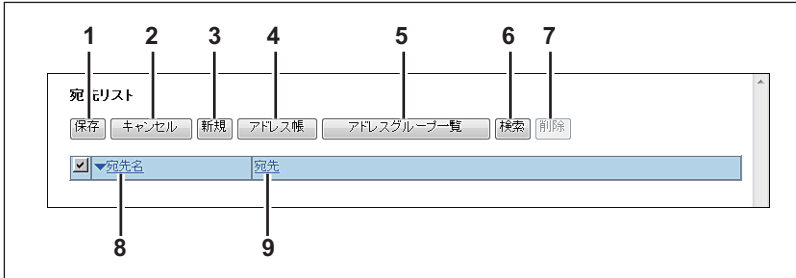 1 2 3 4 5 6 7
宛先リスト
保存 キャンセル 新規 アドレス帳 アドレスグループ一覧 検索 削除
▼宛先名 宛先
8 9